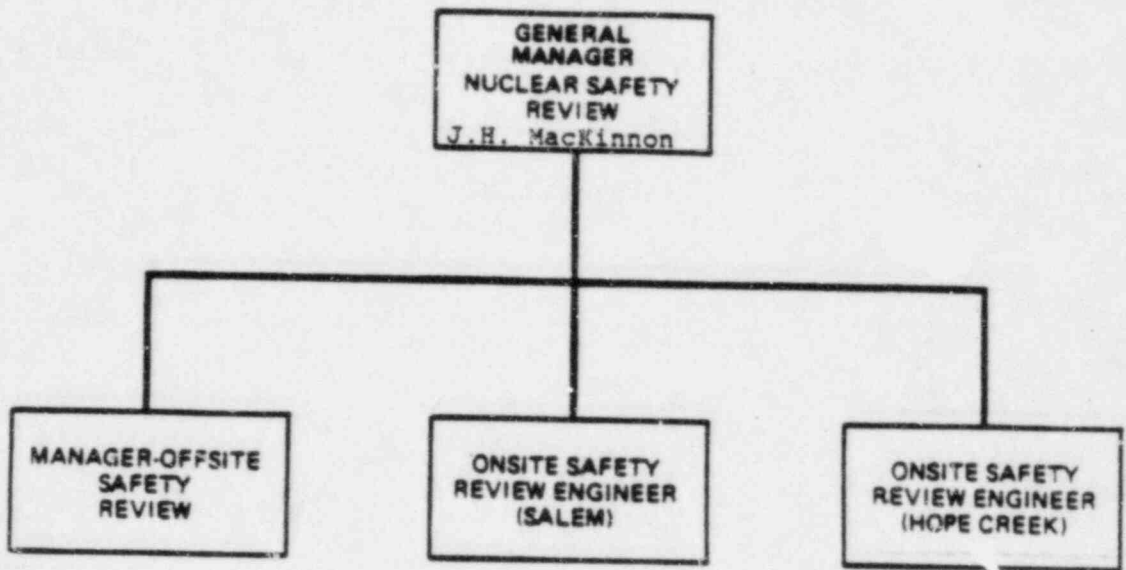 GENERAL
MANAGER
NUCLEAR SAFETY
REVIEW
J.H. MacKinnon
MANAGER-OFFSITE
SAFETY
REVIEW
ONSITE SAFETY
REVIEW ENGINEER
(SALEM)
ONSITE SAFETY
REVIEW ENGINEER
(HOPE CREEK)